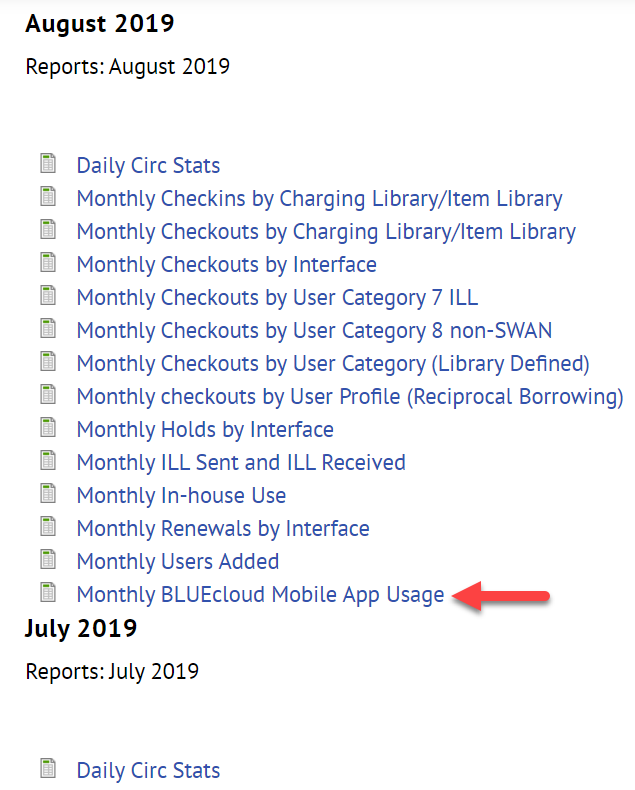 August 2019
Reports: August 2019
Daily Circ Stats
Monthly Checkins by Charging Library/Item Library
Monthly Checkouts by Charging Library/Item Library
Monthly Checkouts by Interface
Monthly Checkouts by User Category 7 ILL
Monthly Checkouts by User Category 8 non-SWAN
Monthly Checkouts by User Category (Library Defined)
Monthly checkouts by User Profile (Reciprocal Borrowing)
Monthly Holds by Interface
Monthly ILL Sent and ILL Received
Monthly In-house Use
Monthly Renewals by Interface
Monthly Users Added
Monthly BLUEcloud Mobile App Usage
July 2019
Reports: July 2019
Daily Circ Stats